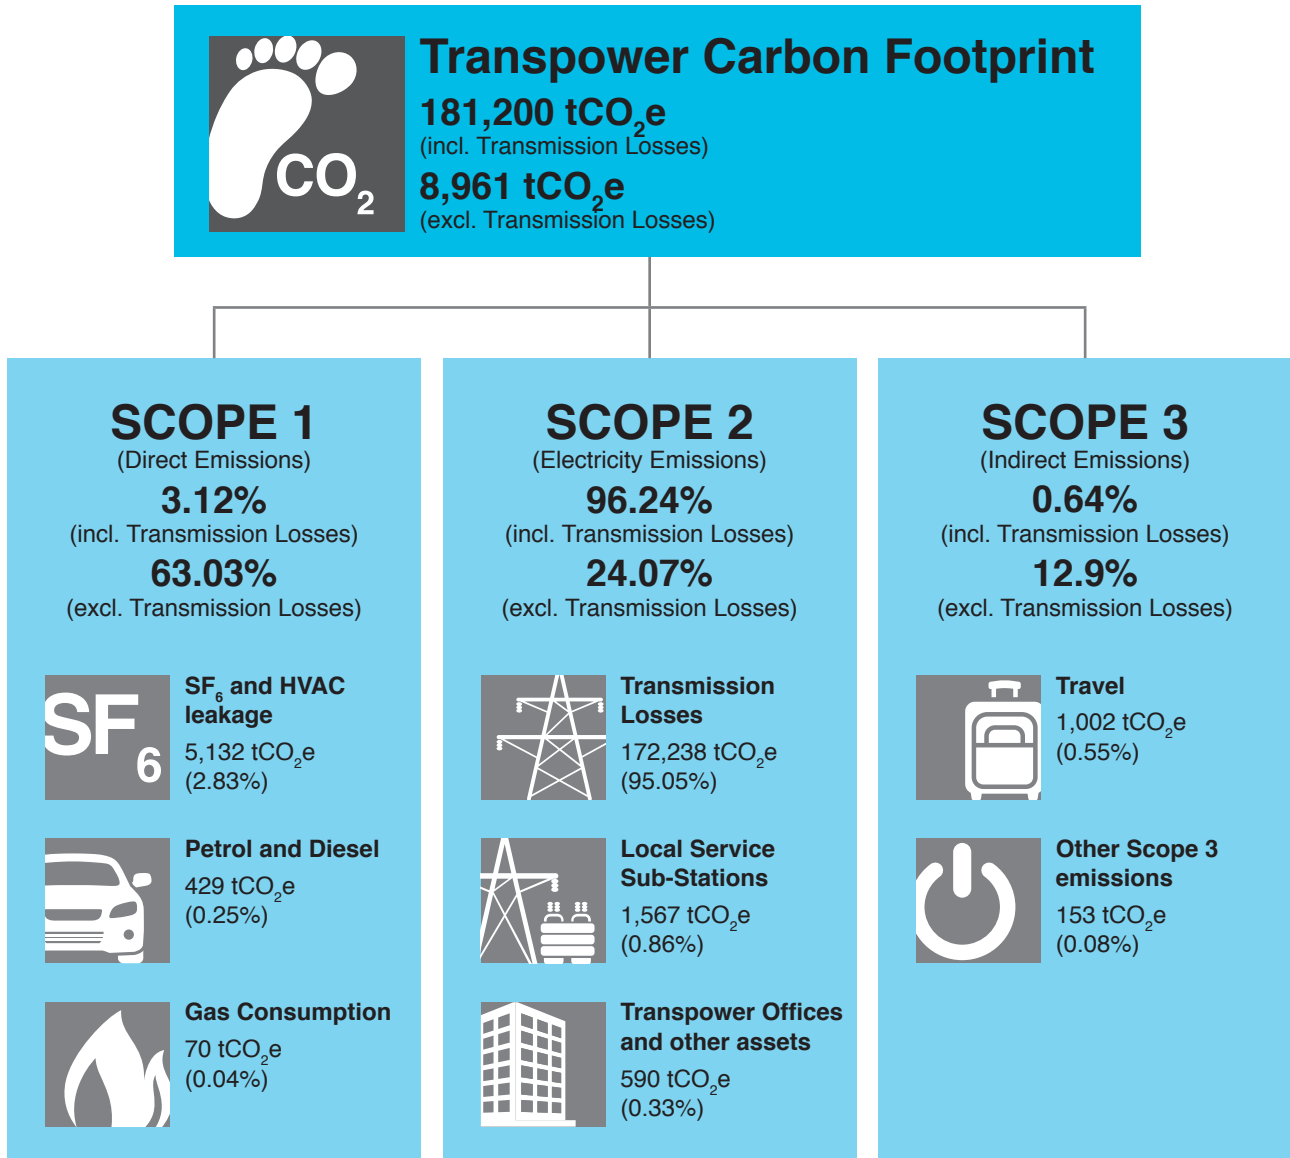 Transpower Carbon Footprint
181,200 tCO₂e
(incl. Transmission Losses)
8,961 tCO₂e
(excl. Transmission Losses)
CO₂
SCOPE 1
(Direct Emissions)
3.12%
(incl. Transmission Losses)
63.03%
(excl. Transmission Losses)
SF₆
SF₆ and HVAC
leakage
5,132 tCO₂e
(2.83%)
Petrol and Diesel
429 tCO₂e
(0.25%)
Gas Consumption
70 tCO₂e
(0.04%)
SCOPE 2
(Electricity Emissions)
96.24%
(incl. Transmission Losses)
24.07%
(excl. Transmission Losses)
Transmission
Losses
172,238 tCO₂e
(95.05%)
Local Service
Sub-Stations
1,567 tCO₂e
(0.86%)
Transpower Offices
and other assets
590 tCO₂e
(0.33%)
SCOPE 3
(Indirect Emissions)
0.64%
(incl. Transmission Losses)
12.9%
(excl. Transmission Losses)
Travel
1,002 tCO₂e
(0.55%)
Other Scope 3
emissions
153 tCO₂e
(0.08%)